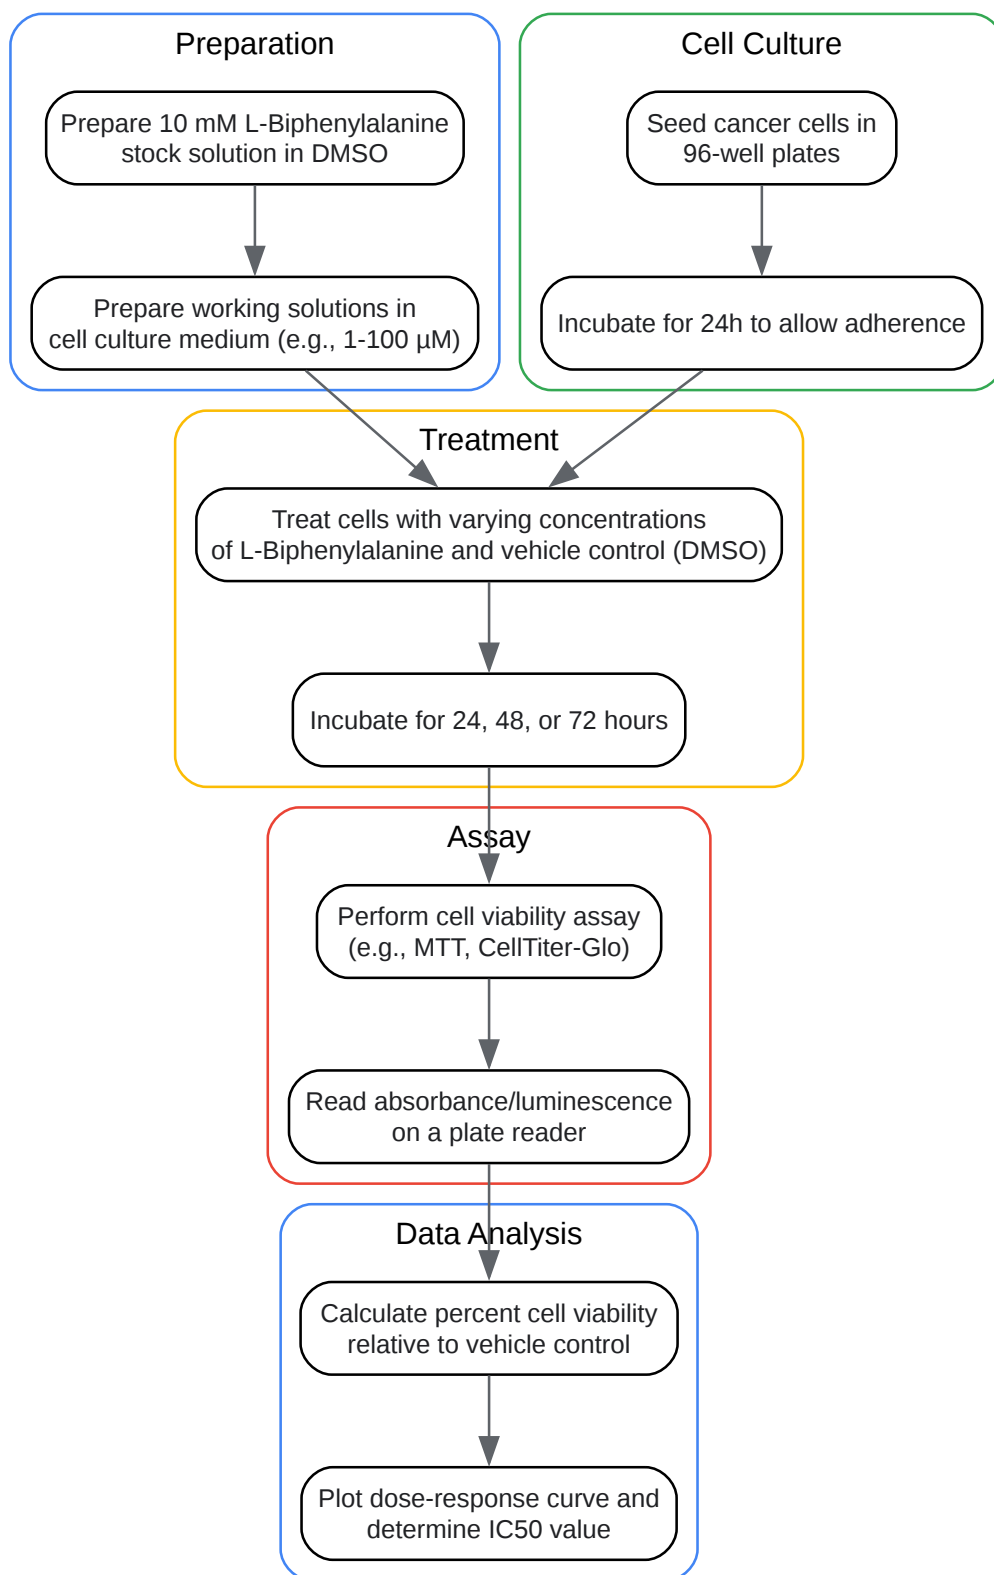 Preparation
Prepare 10 mM L-Biphenylalanine
stock solution in DMSO
Prepare working solutions in
cell culture medium (e.g., 1-100 µM)
Cell Culture
Seed cancer cells in
96-well plates
Incubate for 24h to allow adherence
Treatment
Treat cells with varying concentrations
of L-Biphenylalanine and vehicle control (DMSO)
Incubate for 24, 48, or 72 hours
Assay
Perform cell viability assay
(e.g., MTT, CellTiter-Glo)
Read absorbance/luminescence
on a plate reader
Data Analysis
Calculate percent cell viability
relative to vehicle control
Plot dose-response curve and
determine IC50 value